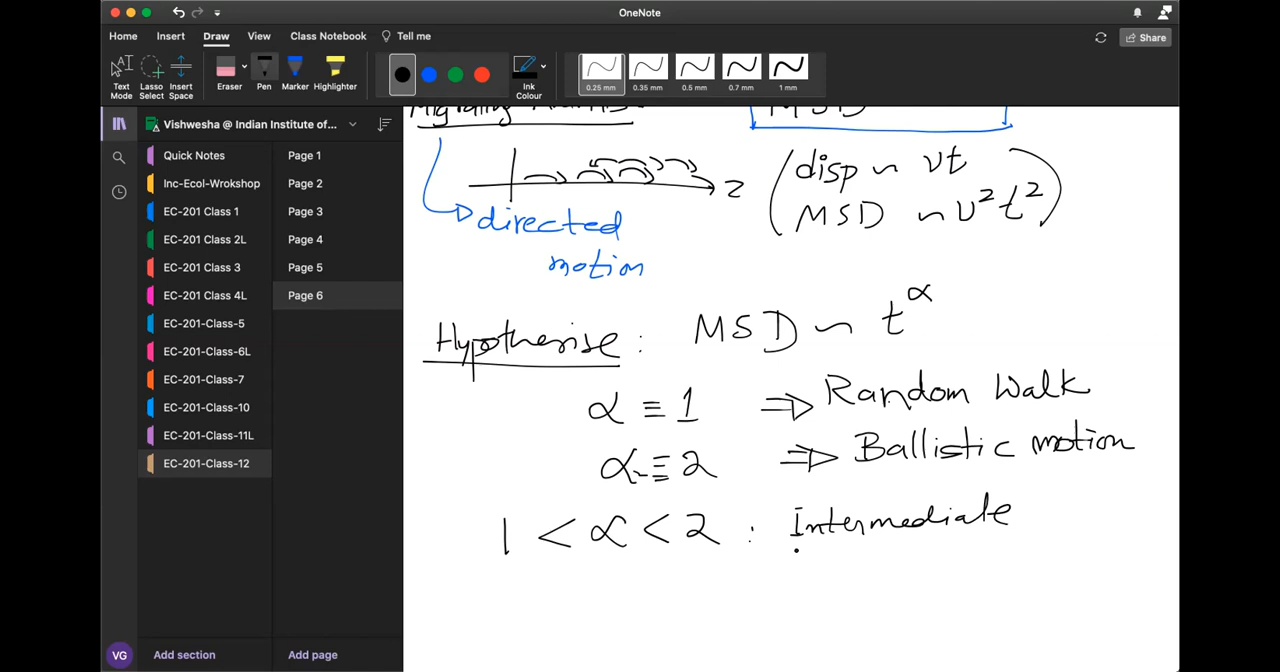 OneNote
Home Insert Draw View Class Notebook Tell me
Share
Text Mode
Lasso Select
Insert Space
Eraser
Pen
Marker
Highlighter
Ink Colour
0.25 mm
0.35 mm
0.5 mm
0.7 mm
1 mm
Vishwesha @ Indian Institute of...
Quick Notes
Inc-Ecol-Wrokshop
EC-201 Class 1
EC-201 Class 2L
EC-201 Class 3
EC-201 Class 4L
EC-201-Class-5
EC-201-Class-6L
EC-201-Class-7
EC-201-Class-10
EC-201-Class-11L
EC-201-Class-12
Page 1
Page 2
Page 3
Page 4
Page 5
Page 6
VG
Add section
Add page
Migrating MSD
z
directed
motion
(disp ~ vt
MSD ~ v²t²)
Hypotherise : MSD ~ t^α
α ≡ 1 ⇒ Random Walk
α ≡ 2 ⇒ Ballistic motion
1 < α < 2 : Intermediate